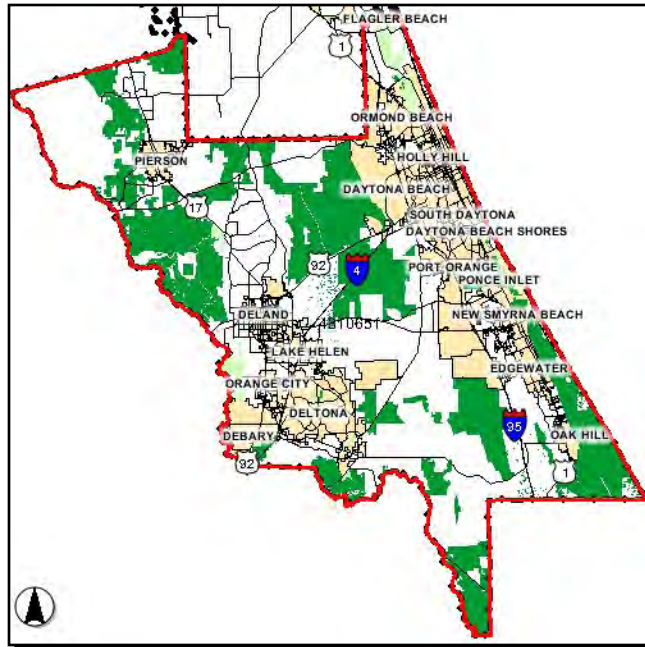 FLAGLER BEACH
1
ORMOND BEACH
HOLLY HILL
PIERSON
DAYTONA BEACH
17
SOUTH DAYTONA
DAYTONA BEACH SHORES
92
4
PORT ORANGE
PONCE INLET
DELAND
NEW SMYRNA BEACH
4810651
LAKE HELEN
EDGEWATER
ORANGE CITY
DELTONA
95
DEBARY
OAK HILL
92
1